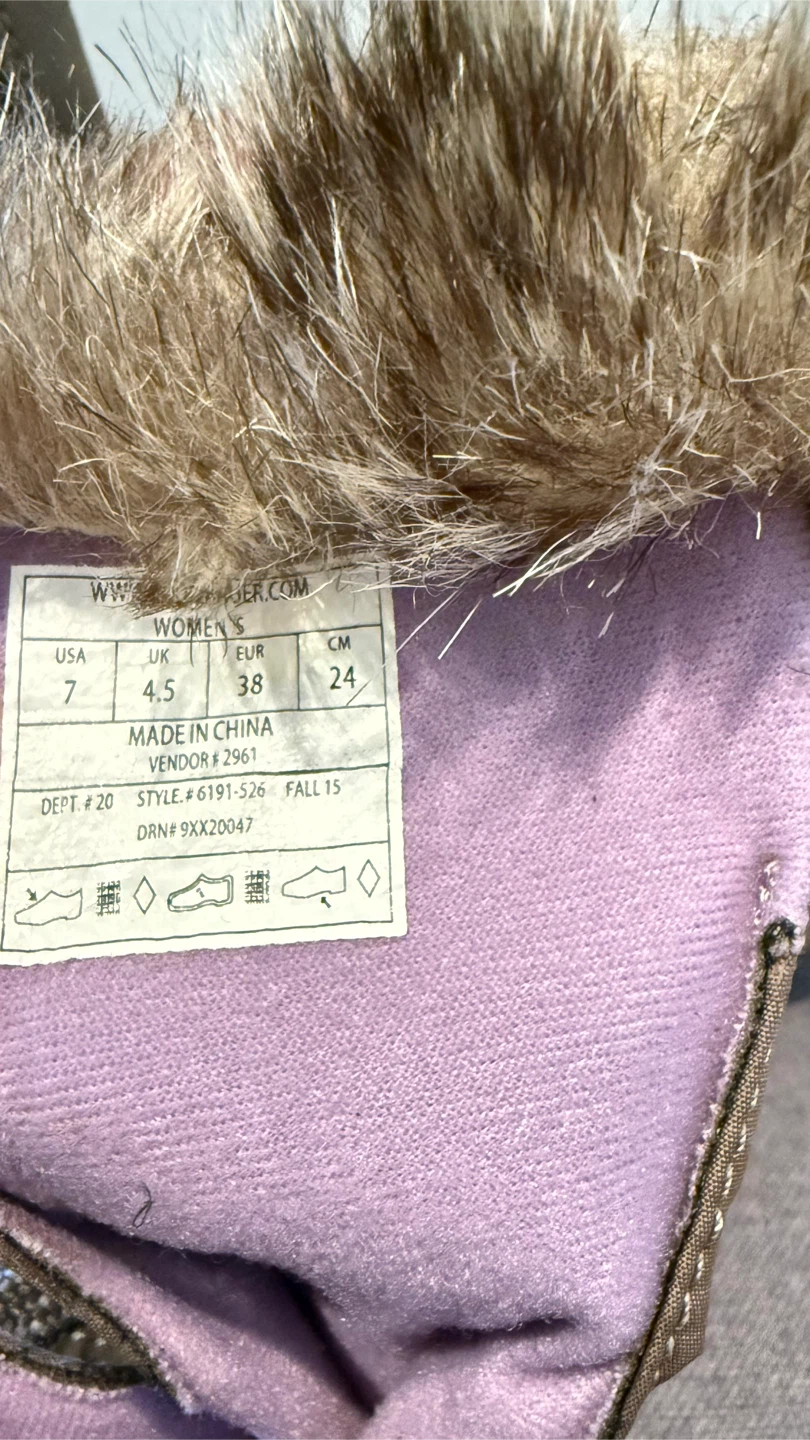 WOMEN'S
USA UK EUR CM
7 4.5 38 24
MADE IN CHINA
VENDOR # 2961
DEPT. # 20 STYLE. # 6191-526 FALL 15
DRN# 9XX20047